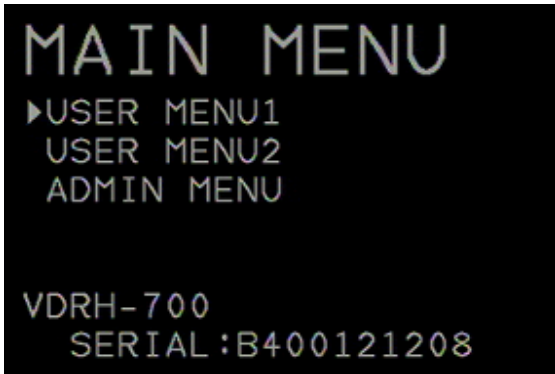 MAIN MENU
▶USER MENU1
USER MENU2
ADMIN MENU
VDRH-700
SERIAL:B400121208